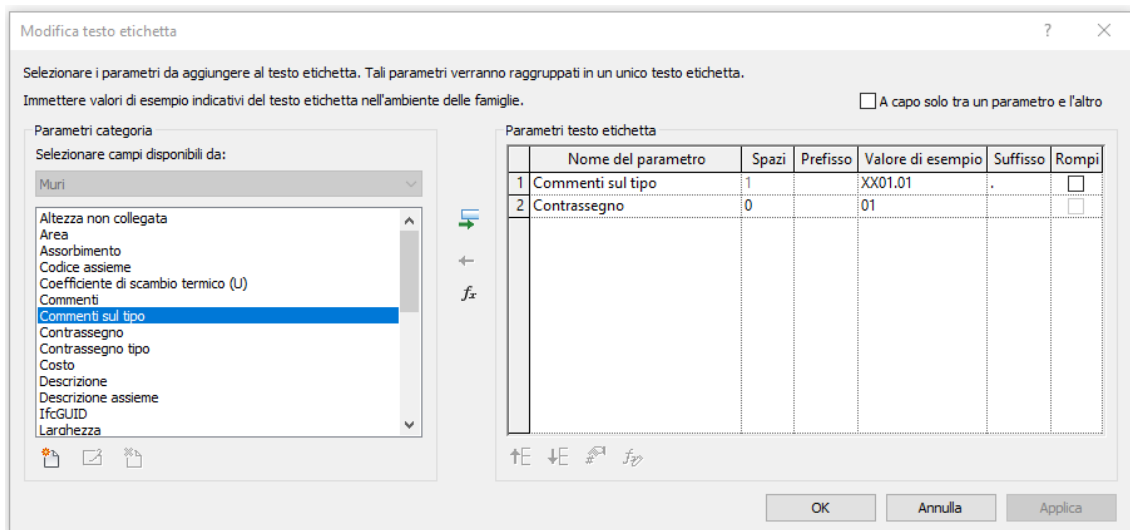 Modifica testo etichetta
Selezionare i parametri da aggiungere al testo etichetta. Tali parametri verranno raggruppati in un unico testo etichetta.
Immettere valori di esempio indicativi del testo etichetta nell'ambiente delle famiglie.
A capo solo tra un parametro e l'altro
Parametri categoria
Selezionare campi disponibili da:
Muri
Altezza non collegata
Area
Assorbimento
Codice assieme
Coefficiente di scambio termico (U)
Commenti
Commenti sul tipo
Contrassegno
Contrassegno tipo
Costo
Descrizione
Descrizione assieme
IfcGUID
Larghezza
fx
Parametri testo etichetta
Nome del parametro Spazi Prefisso Valore di esempio Suffisso Rompi
1 Commenti sul tipo 1 XX01.01 .
2 Contrassegno 0 01
OK Annulla Applica